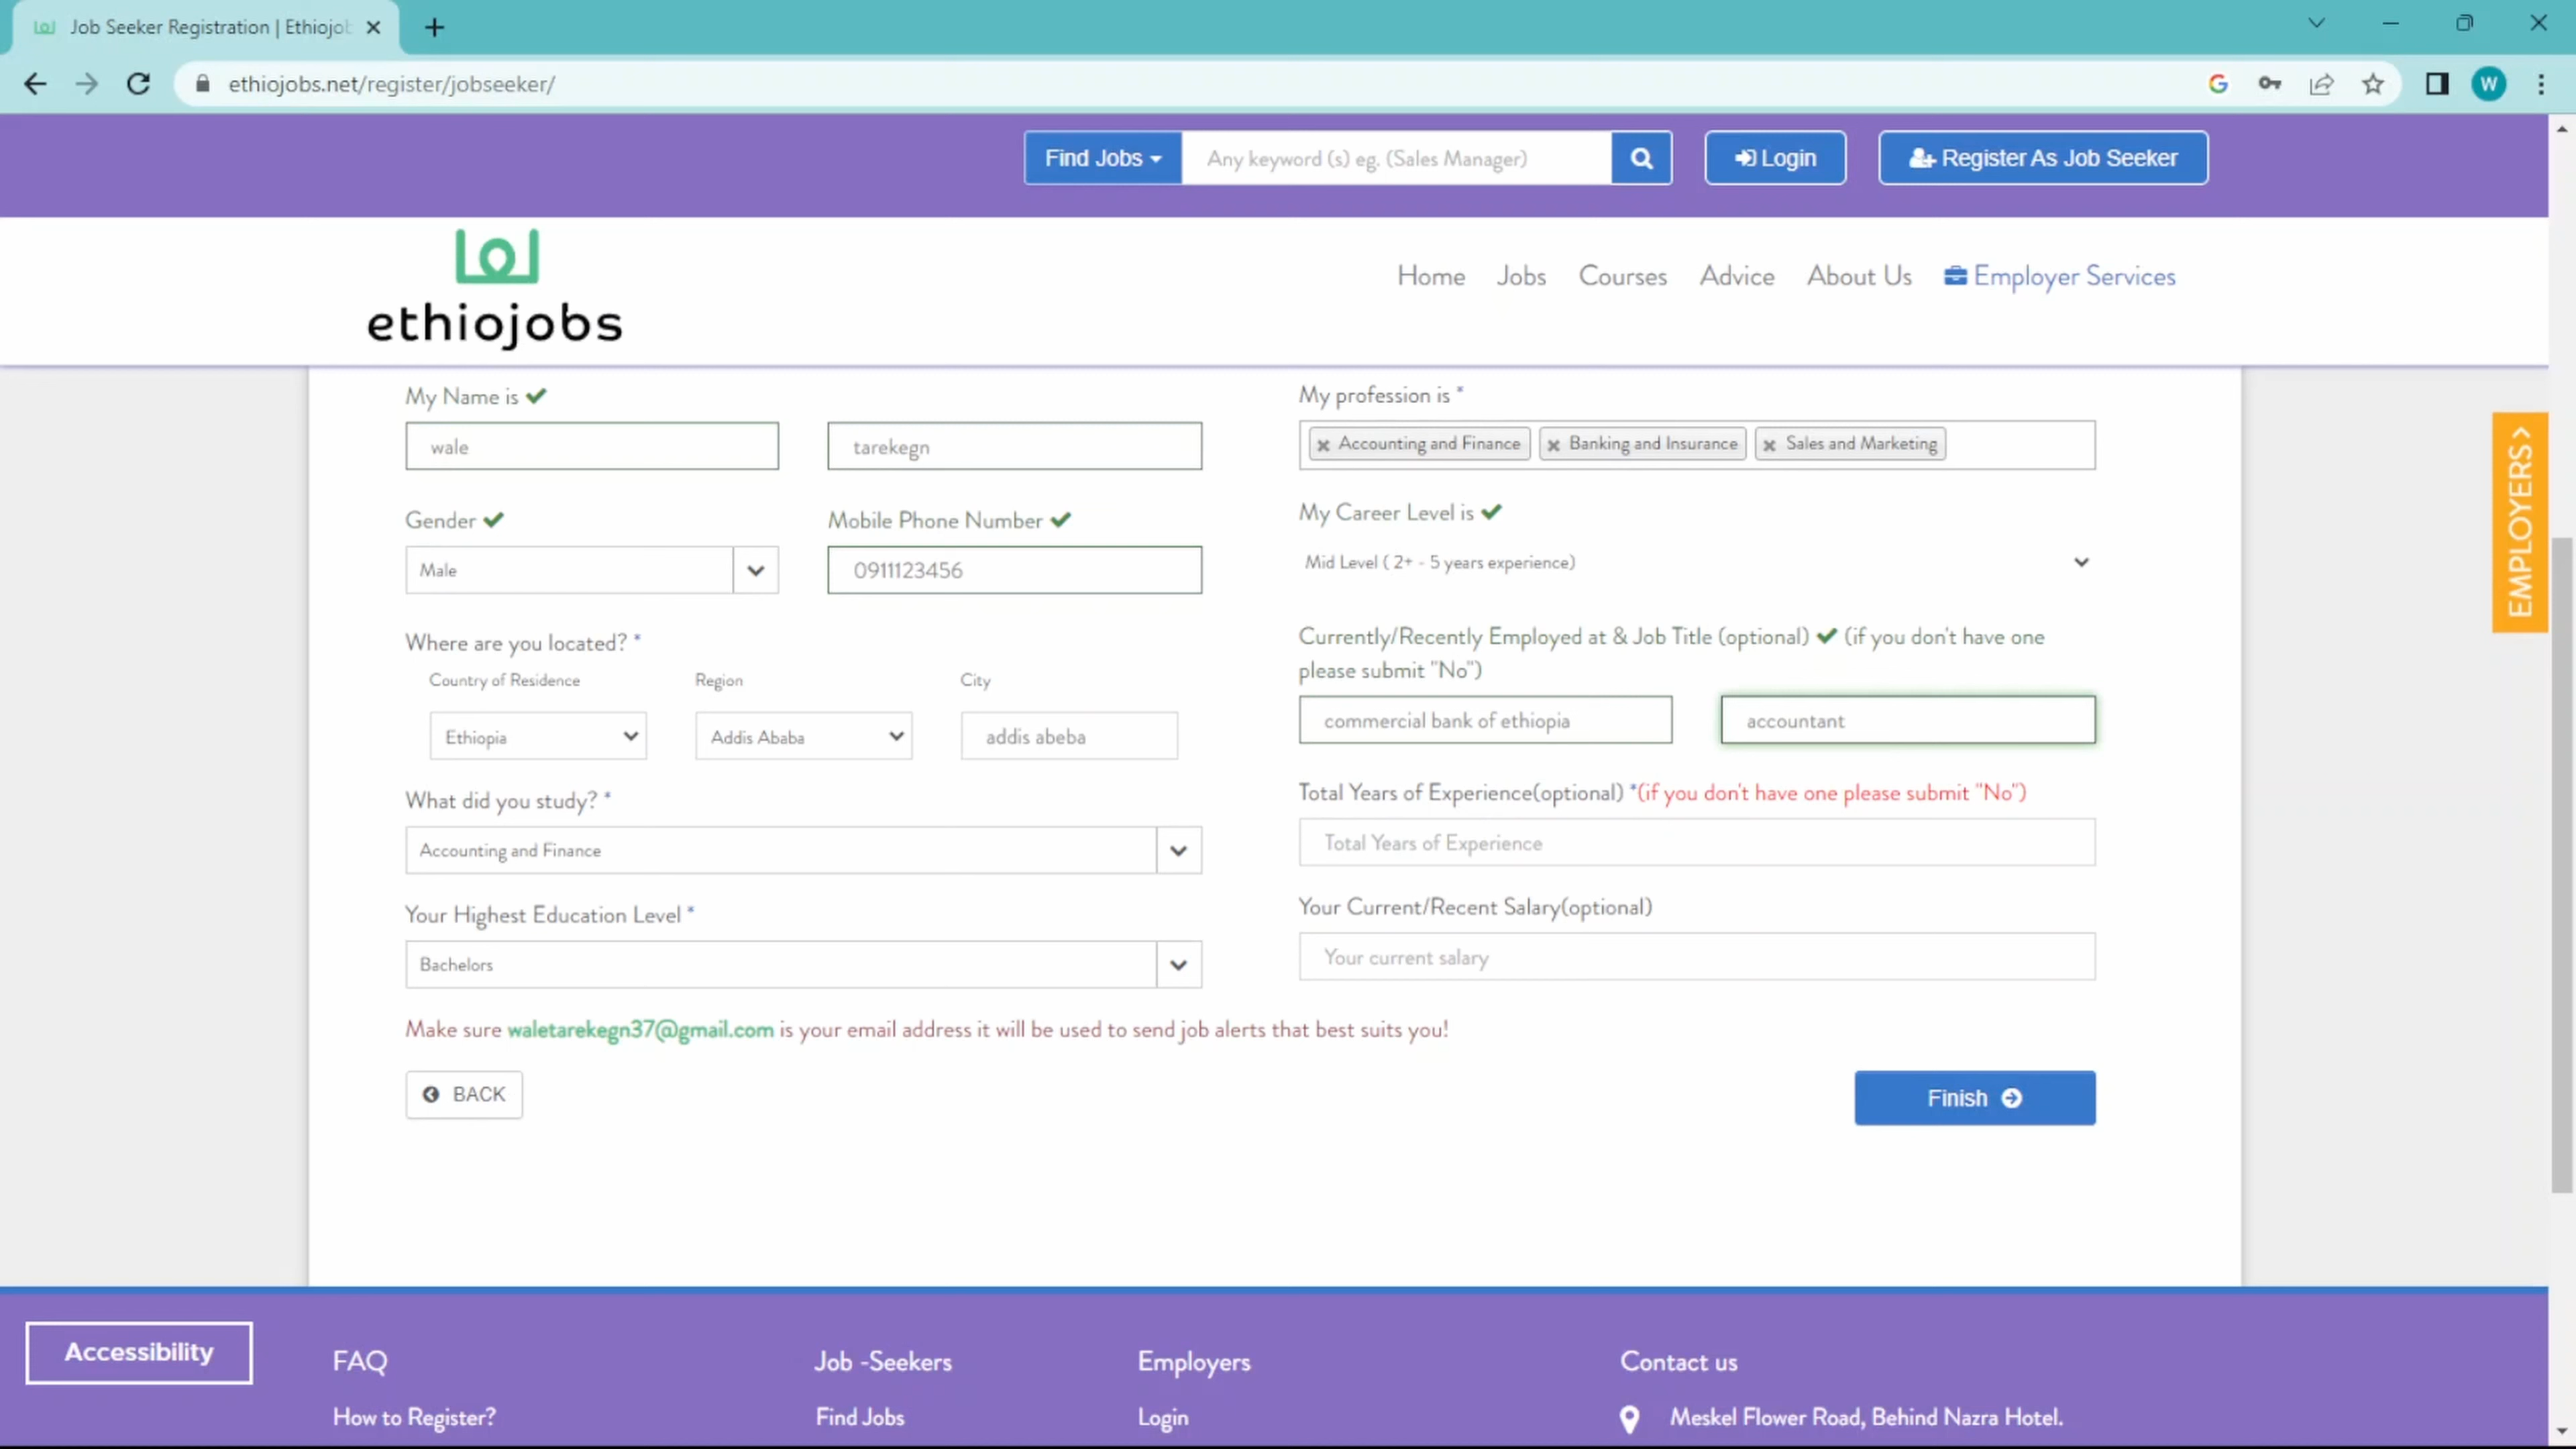 Job Seeker Registration | Ethiojob
ethiojobs.net/register/jobseeker/
W
Find Jobs
Any keyword (s) eg. (Sales Manager)
Login
Register As Job Seeker
ethiojobs
Home
Jobs
Courses
Advice
About Us
Employer Services
EMPLOYERS
My Name is
wale
tarekegn
Gender
Male
Mobile Phone Number
0911123456
Where are you located? *
Country of Residence
Region
City
Ethiopia
Addis Ababa
addis abeba
What did you study? *
Accounting and Finance
Your Highest Education Level *
Bachelors
My profession is *
× Accounting and Finance
× Banking and Insurance
× Sales and Marketing
My Career Level is
Mid Level ( 2+ - 5 years experience)
Currently/Recently Employed at & Job Title (optional) ✔ (if you don't have one
please submit "No")
commercial bank of ethiopia
accountant
Total Years of Experience(optional) *(if you don't have one please submit "No")
Total Years of Experience
Your Current/Recent Salary(optional)
Your current salary
Make sure waletarekegn37@gmail.com is your email address it will be used to send job alerts that best suits you!
BACK
Finish
Accessibility
FAQ
How to Register?
Job -Seekers
Find Jobs
Employers
Login
Contact us
Meskel Flower Road, Behind Nazra Hotel.